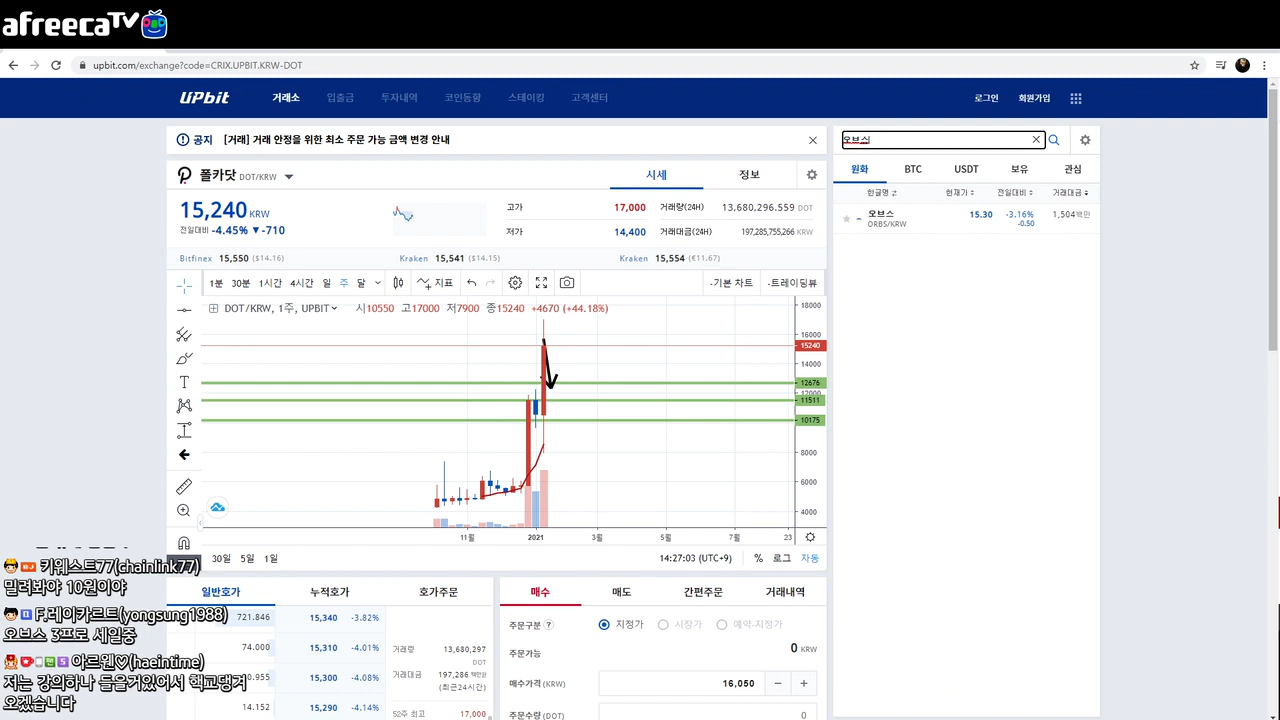 afreecaTV
upbit.com/exchange?code=CRIX.UPBIT.KRW-DOT
UPbit 거래소 입출금 투자내역 코인동향 스테이킹 고객센터 로그인 회원가입
공지 [거래] 거래 안정을 위한 최소 주문 가능 금액 변경 안내
오브스
폴카닷 DOT/KRW 시세 정보
원화 BTC USDT 보유 관심
한글명 현재가 전일대비 거래대금
15,240 KRW
전일대비 -4.45% ▼-710
고가 17,000 거래량(24H) 13,680,296.559 DOT
저가 14,400 거래대금(24H) 197,285,755,266 KRW
오브스 15.30 -3.16% 1,504백만
ORBS/KRW -0.50
Bitfinex 15,550 ($14.16) Kraken 15,541 ($14.15) Kraken 15,554 (€11.67)
1분 30분 1시간 4시간 일 주 달 지표 기본 차트 트레이딩뷰
DOT/KRW, 1주, UPBIT 시10550 고17000 저7900 종15240 +4670 (+44.18%)
18000
16000
15240
14000
12676
12000
11511
10175
8000
6000
4000
11월 2021 3월 5월 7월 23
30일 5일 1일 14:27:03 (UTC+9) % 로그 자동
키웨스트77(chainlink77)
밀려봐야 10원이야
F.레이카르트(yongsung1988)
오브스 3프로 세일중
아르윈♡(haeintime)
저는 강의하나 들을거있어서 핵교댕겨
오겠습니다
일반호가 누적호가 호가주문
721.846 15,340 -3.82%
74.000 15,310 -4.01%
0.955 15,300 -4.08%
14.152 15,290 -4.14%
거래량 13,680,297
DOT
거래대금 197,286 백만원
(최근24시간)
52주 최고 17,000
매수 매도 간편주문 거래내역
주문구분 지정가 시장가 예약-지정가
주문가능 0 KRW
매수가격 (KRW) 16,050 − +
주문수량 (DOT) 0